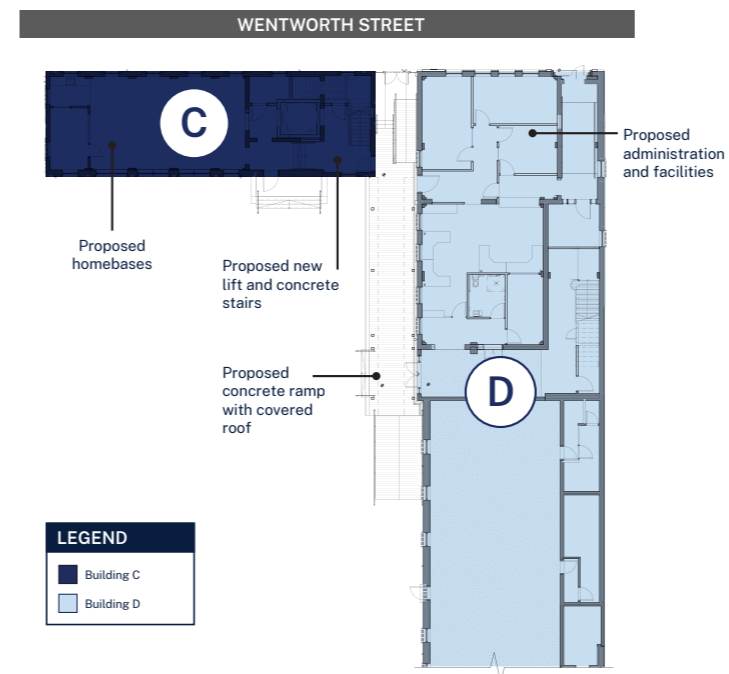 WENTWORTH STREET
C
Proposed
administration
and facilities
Proposed
homebases
Proposed new
lift and concrete
stairs
Proposed
concrete ramp
with covered
roof
D
LEGEND
Building C
Building D